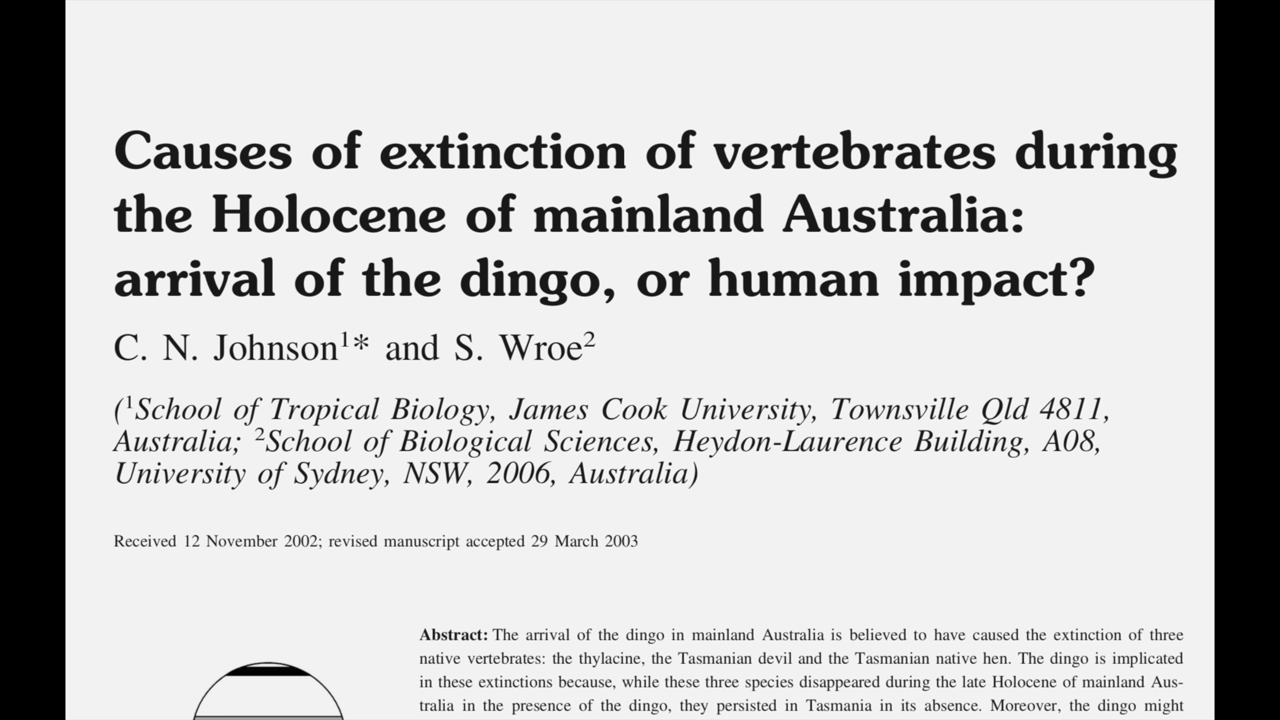 Causes of extinction of vertebrates during
the Holocene of mainland Australia:
arrival of the dingo, or human impact?
C. N. Johnson¹* and S. Wroe²
(¹School of Tropical Biology, James Cook University, Townsville Qld 4811,
Australia; ²School of Biological Sciences, Heydon-Laurence Building, A08,
University of Sydney, NSW, 2006, Australia)
Received 12 November 2002; revised manuscript accepted 29 March 2003
Abstract: The arrival of the dingo in mainland Australia is believed to have caused the extinction of three
native vertebrates: the thylacine, the Tasmanian devil and the Tasmanian native hen. The dingo is implicated
in these extinctions because, while these three species disappeared during the late Holocene of mainland Aus-
tralia in the presence of the dingo, they persisted in Tasmania in its absence. Moreover, the dingo might